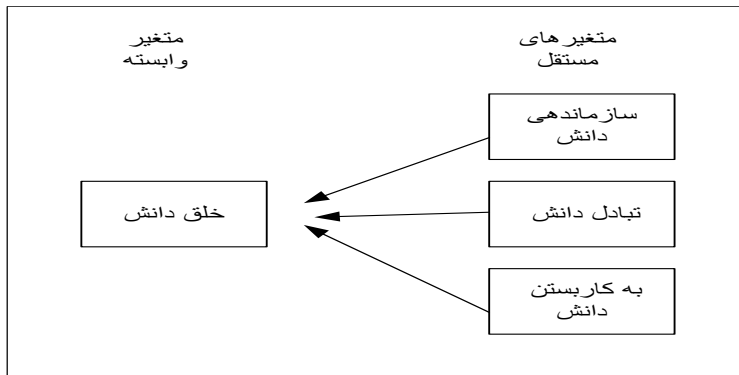 متغیرهای
مستقل
متغیر
وابسته
سازماندهی
دانش
تبادل دانش
خلق دانش
به کاربستن
دانش